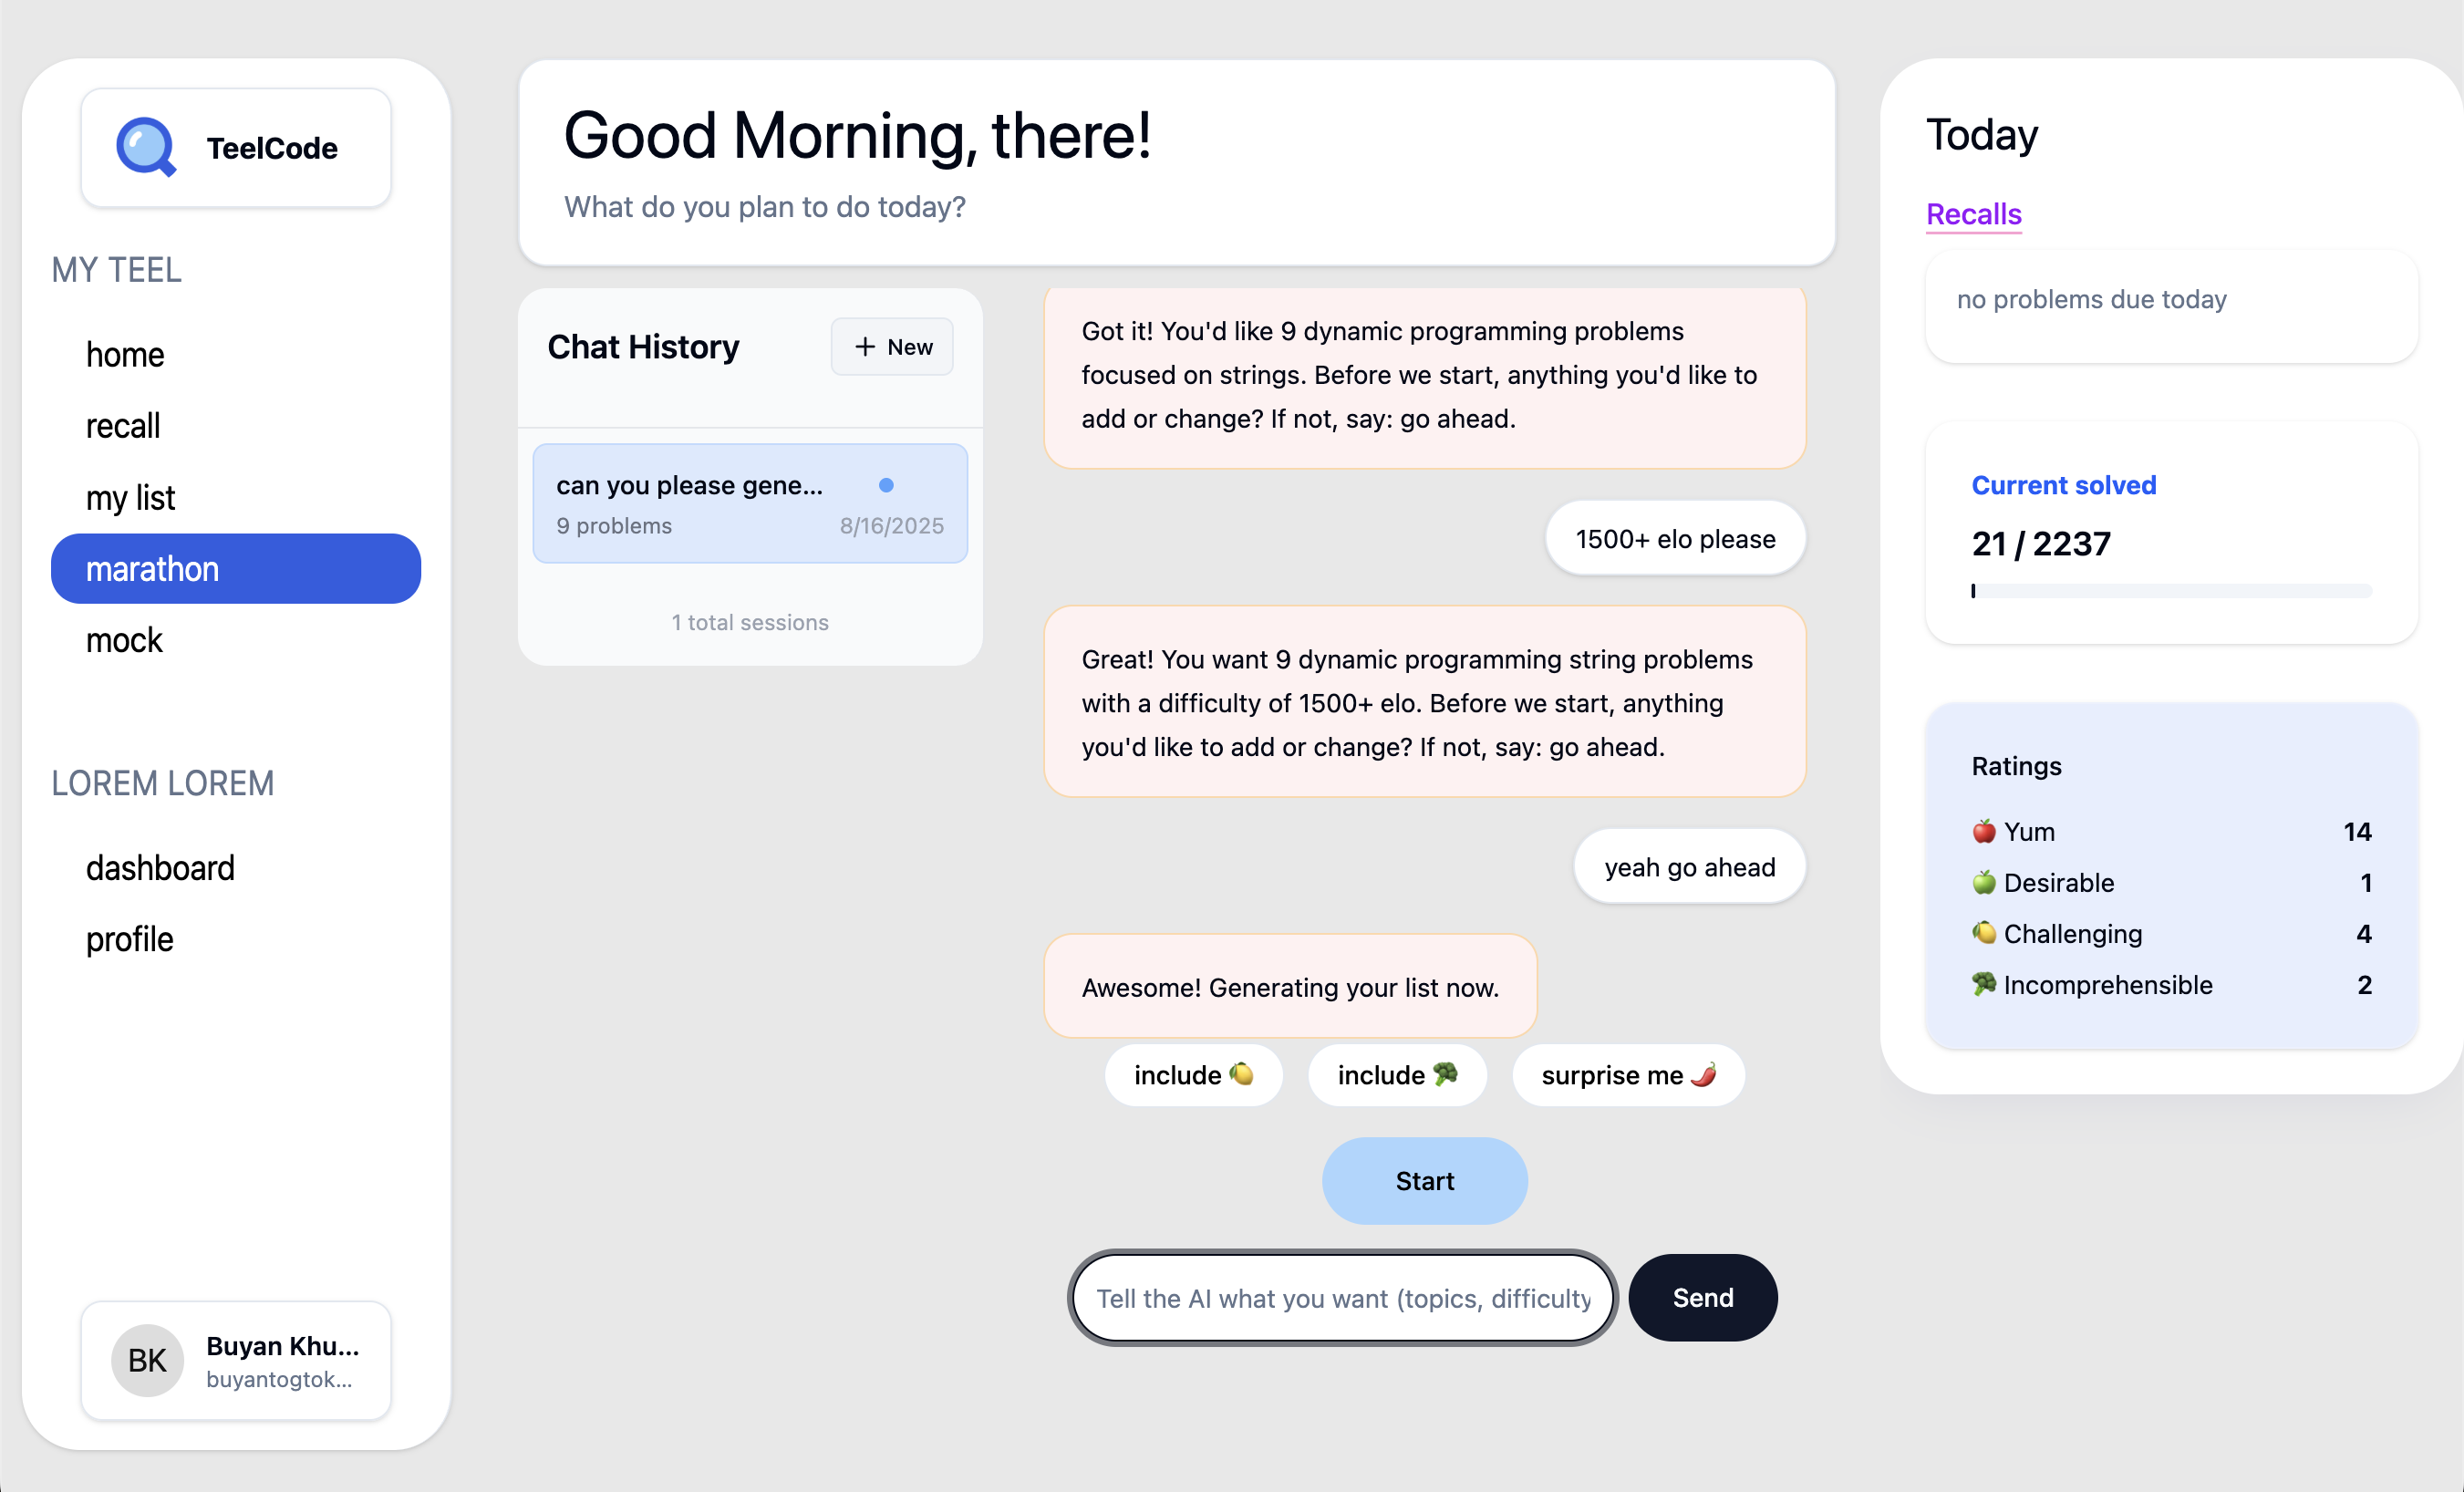 TeelCode
MY TEEL
home
recall
my list
marathon
mock
LOREM LOREM
dashboard
profile
BK
Buyan Khu...
buyantogtok...
Good Morning, there!
What do you plan to do today?
Chat History
+ New
can you please gene...
9 problems
8/16/2025
1 total sessions
Got it! You'd like 9 dynamic programming problems
focused on strings. Before we start, anything you'd like to
add or change? If not, say: go ahead.
1500+ elo please
Great! You want 9 dynamic programming string problems
with a difficulty of 1500+ elo. Before we start, anything
you'd like to add or change? If not, say: go ahead.
yeah go ahead
Awesome! Generating your list now.
include 🍋
include 🥦
surprise me 🌶️
Start
Tell the AI what you want (topics, difficulty
Send
Today
Recalls
no problems due today
Current solved
21 / 2237
Ratings
🍎 Yum 14
🍏 Desirable 1
🍋 Challenging 4
🥦 Incomprehensible 2